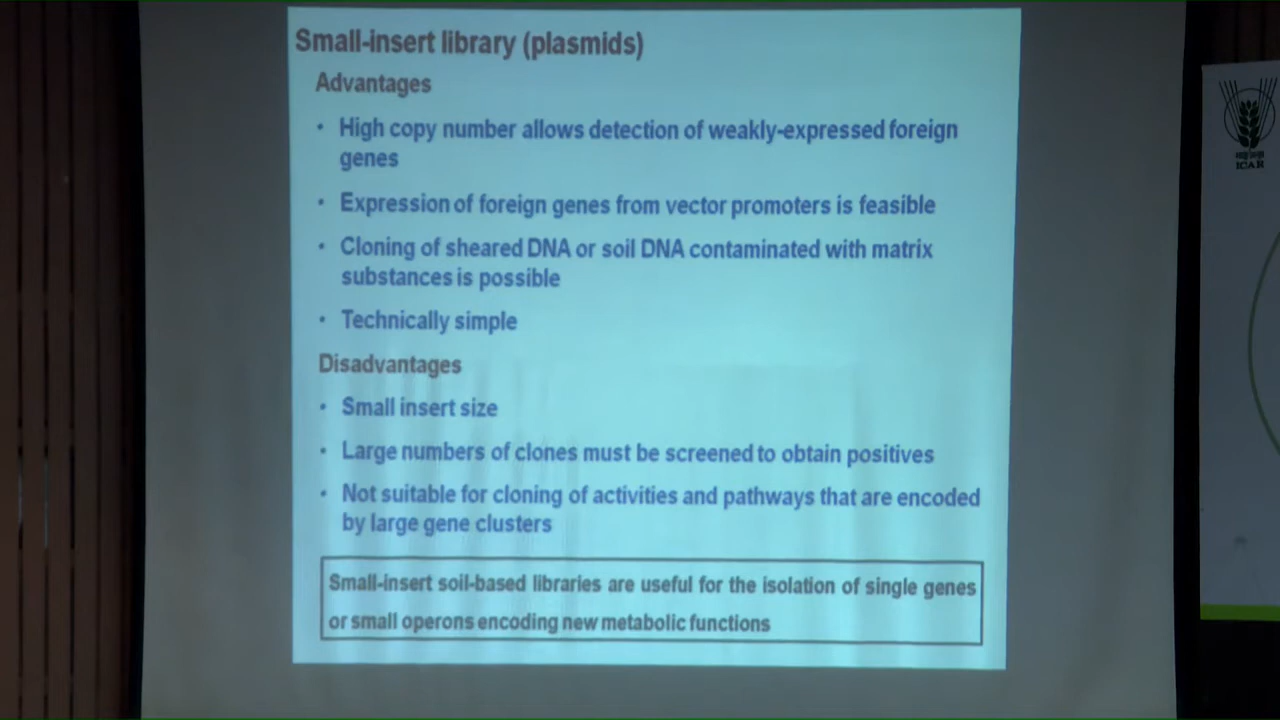 Small-insert library (plasmids)
Advantages
• High copy number allows detection of weakly-expressed foreign
genes
• Expression of foreign genes from vector promoters is feasible
• Cloning of sheared DNA or soil DNA contaminated with matrix
substances is possible
• Technically simple
Disadvantages
• Small insert size
• Large numbers of clones must be screened to obtain positives
• Not suitable for cloning of activities and pathways that are encoded
by large gene clusters
Small-insert soil-based libraries are useful for the isolation of single genes
or small operons encoding new metabolic functions
ICAR